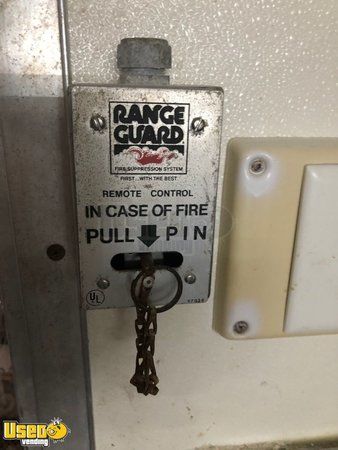 RANGE
GUARD
FIRE SUPPRESSION SYSTEM
FIRST...WITH THE BEST
REMOTE CONTROL
IN CASE OF FIRE
PULL PIN
UL
USED
vending